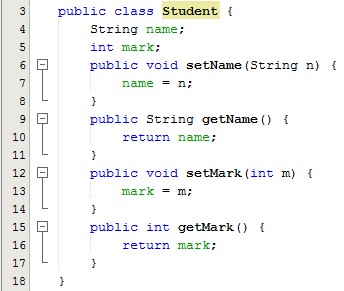 3 public class Student {
4 String name;
5 int mark;
6 public void setName(String n) {
7 name = n;
8 }
9 public String getName() {
10 return name;
11 }
12 public void setMark(int m) {
13 mark = m;
14 }
15 public int getMark() {
16 return mark;
17 }
18 }